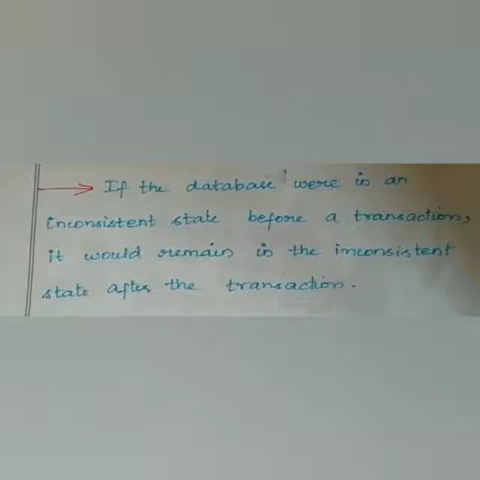 If the database were in an
inconsistent state before a transaction,
it would remain in the inconsistent
state after the transaction.